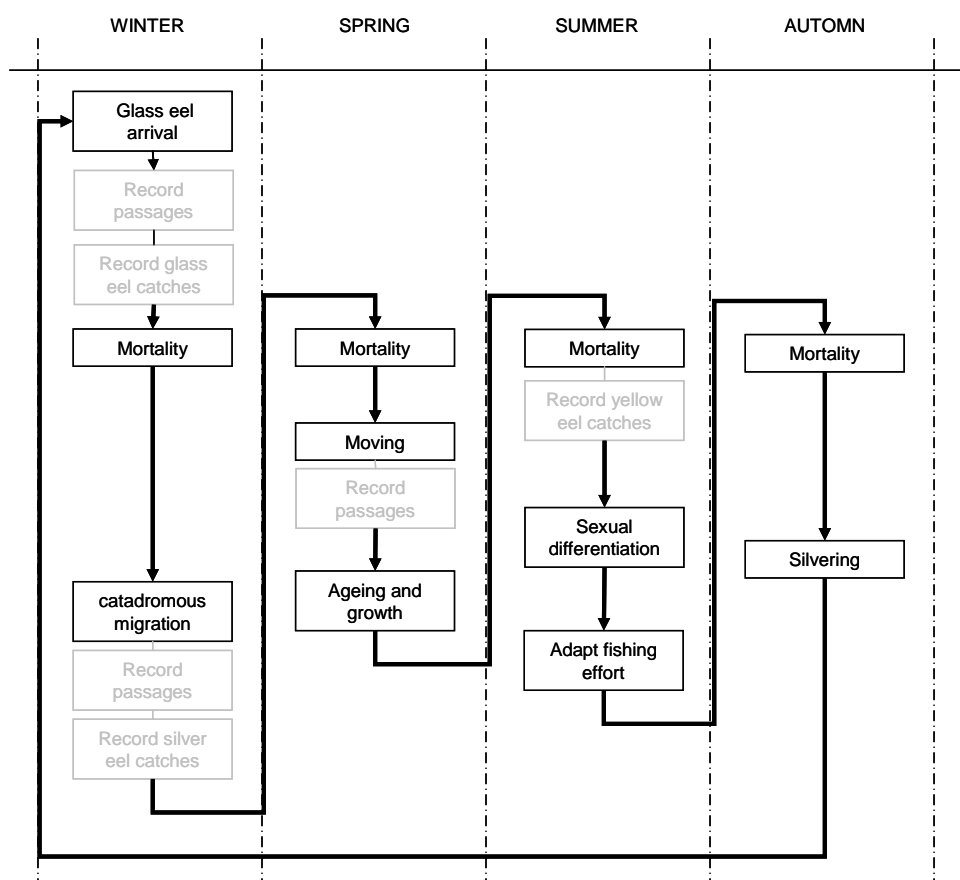 WINTER
SPRING
SUMMER
AUTOMN
Glass eel
arrival
Record
passages
Record glass
eel catches
Mortality
catadromous
migration
Record
passages
Record silver
eel catches
Mortality
Moving
Record
passages
Ageing and
growth
Mortality
Record yellow
eel catches
Sexual
differentiation
Adapt fishing
effort
Mortality
Silvering